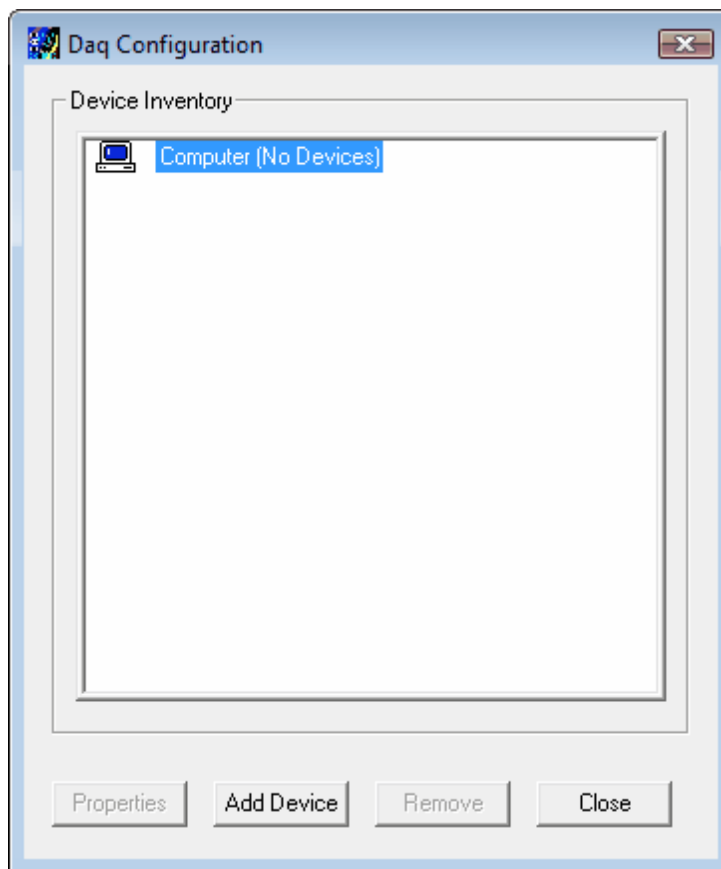 Daq Configuration
Device Inventory
Computer (No Devices)
Properties Add Device Remove Close